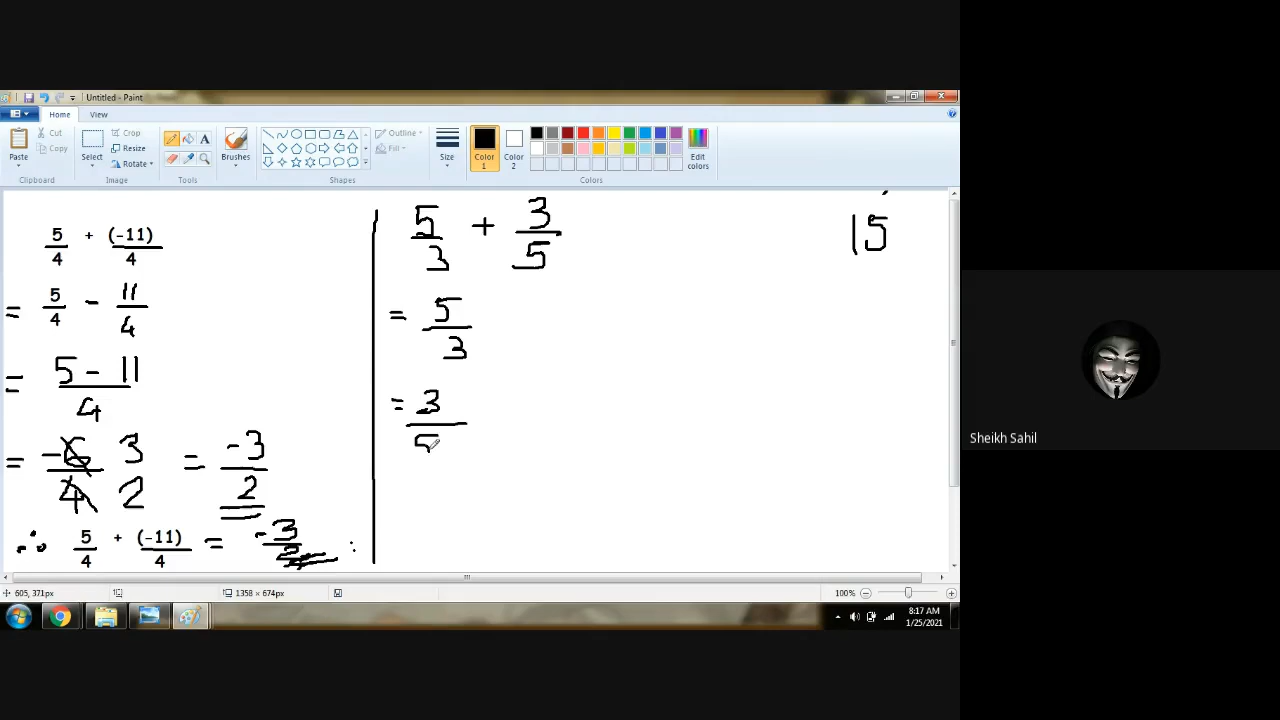 Untitled - Paint
Home View
Paste
Cut
Copy
Clipboard
Select
Crop
Resize
Rotate
Image
A
Tools
Brushes
Outline
Fill
Shapes
Size
Color 1
Color 2
Edit colors
Colors
5/4 + (-11)/4
= 5/4 - 11/4
= 5 - 11/4
= -6/4 3/2 = -3/2
∴ 5/4 + (-11)/4 = -3/2
5/3 + 3/5
= 5/3
= 3/5
15
Sheikh Sahil
605, 371px
1358 × 674px
100%
8:17 AM
1/25/2021